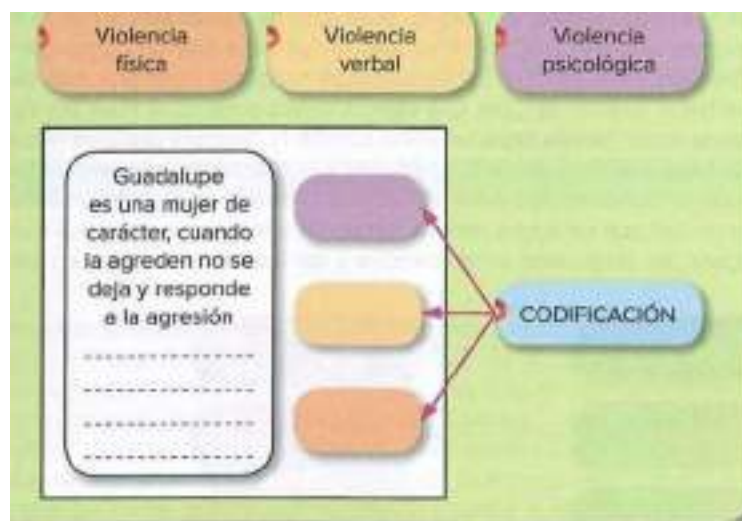 Violencia
física
Violencia
verbal
Violencia
psicológica
Guadalupe
es una mujer de
carácter, cuando
la agreden no se
deja y responde
a la agresión
CODIFICACIÓN